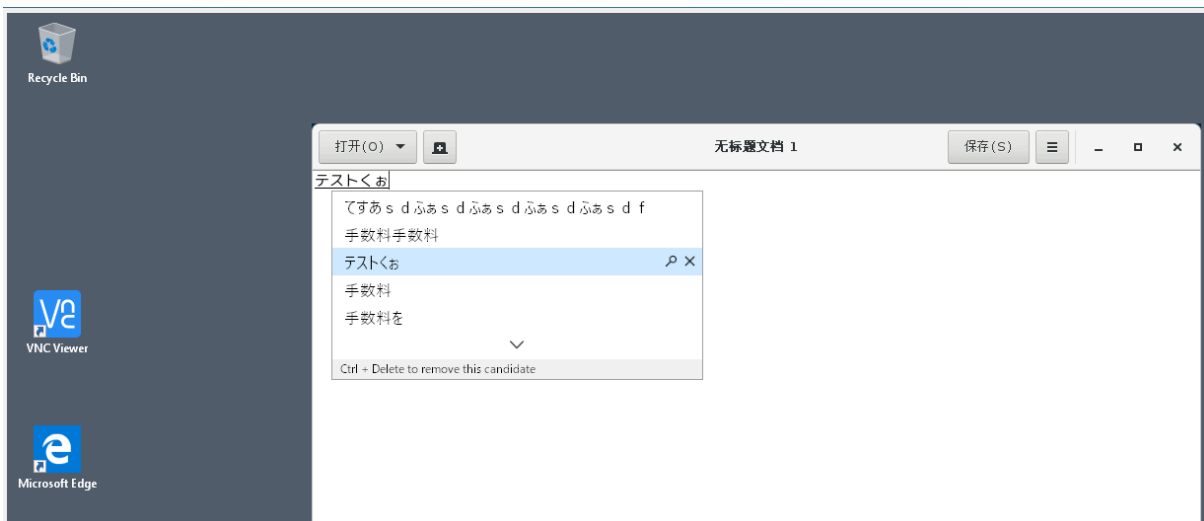 Recycle Bin
打开(O)
无标题文档 1
保存(S)
テストくぉ
てすあｓｄふぁｓｄふぁｓｄふぁｓｄふぁｓｄｆ
手数料手数料
テストくぉ
手数料
手数料を
Ctrl + Delete to remove this candidate
VNC Viewer
Microsoft Edge